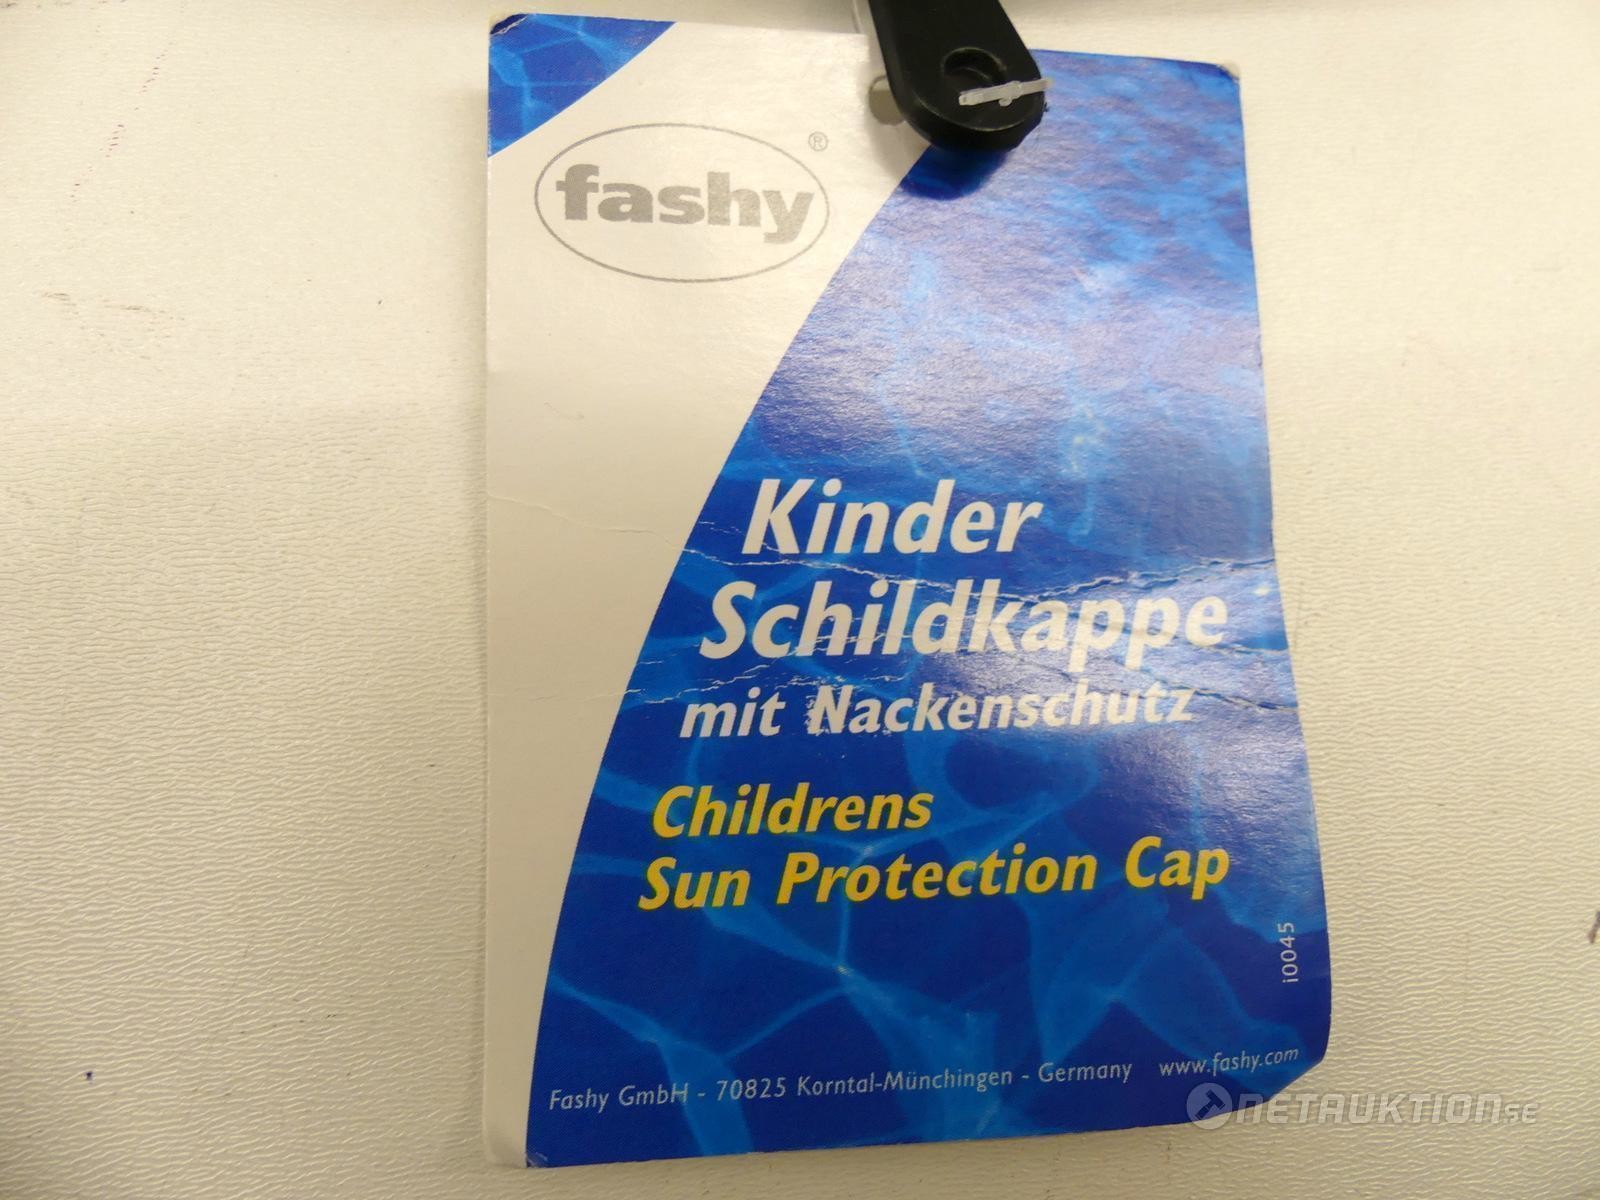 fashy®
Kinder
Schildkappe
mit Nackenschutz
Childrens
Sun Protection Cap
i0045
Fashy GmbH - 70825 Korntal-Münchingen - Germany www.fashy.com
NETAUKTION.SE